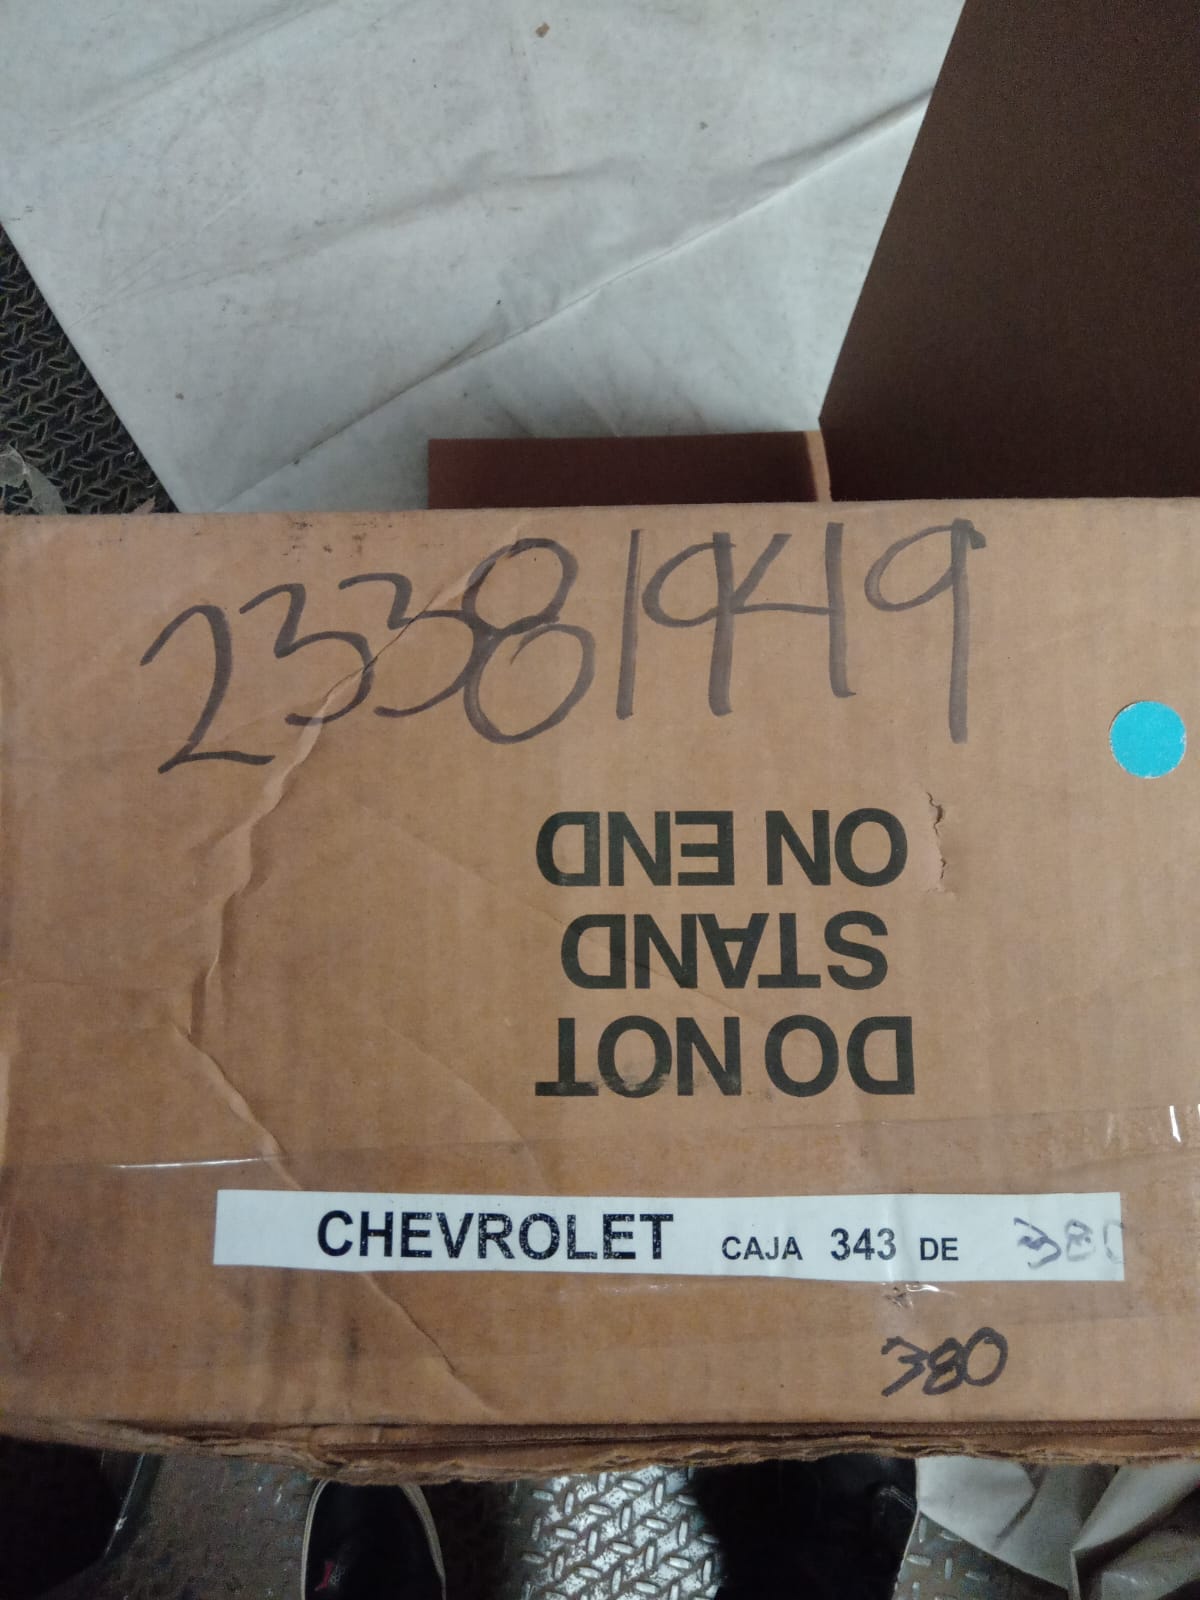 23381949
DO NOT
STAND
ON END
CHEVROLET CAJA 343 DE 380
380